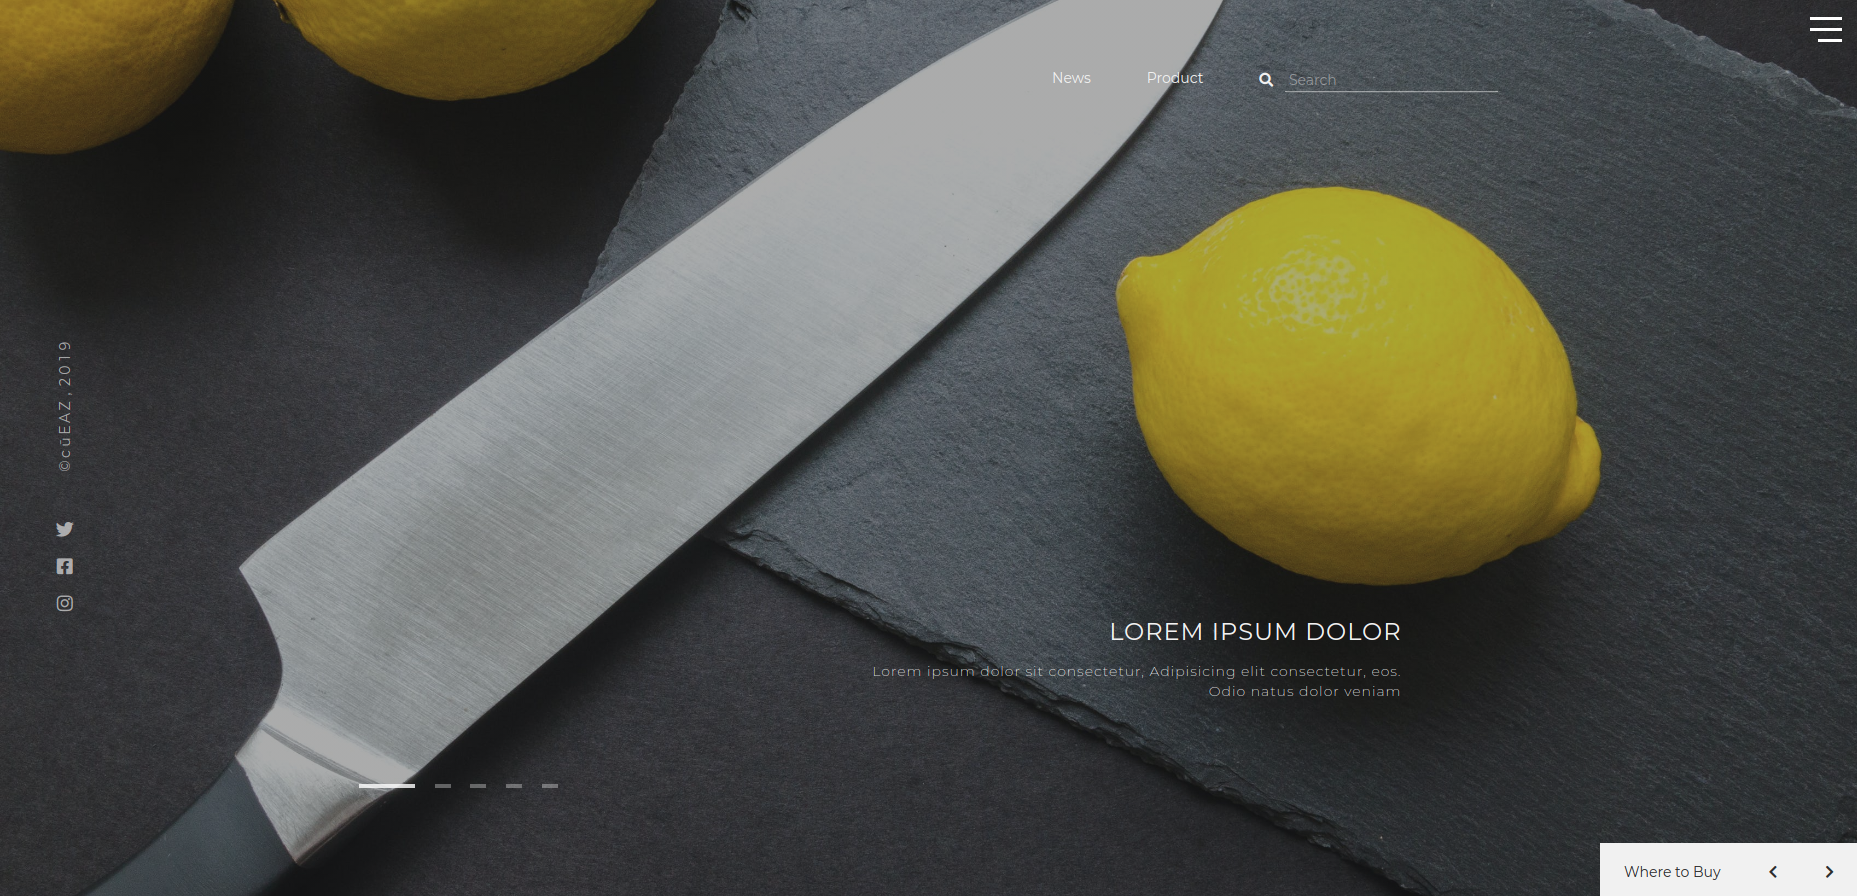 News
Product
Search
©cūEAZ, 2019
LOREM IPSUM DOLOR
Lorem ipsum dolor sit consectetur, Adipisicing elit consectetur, eos.
Odio natus dolor veniam
Where to Buy